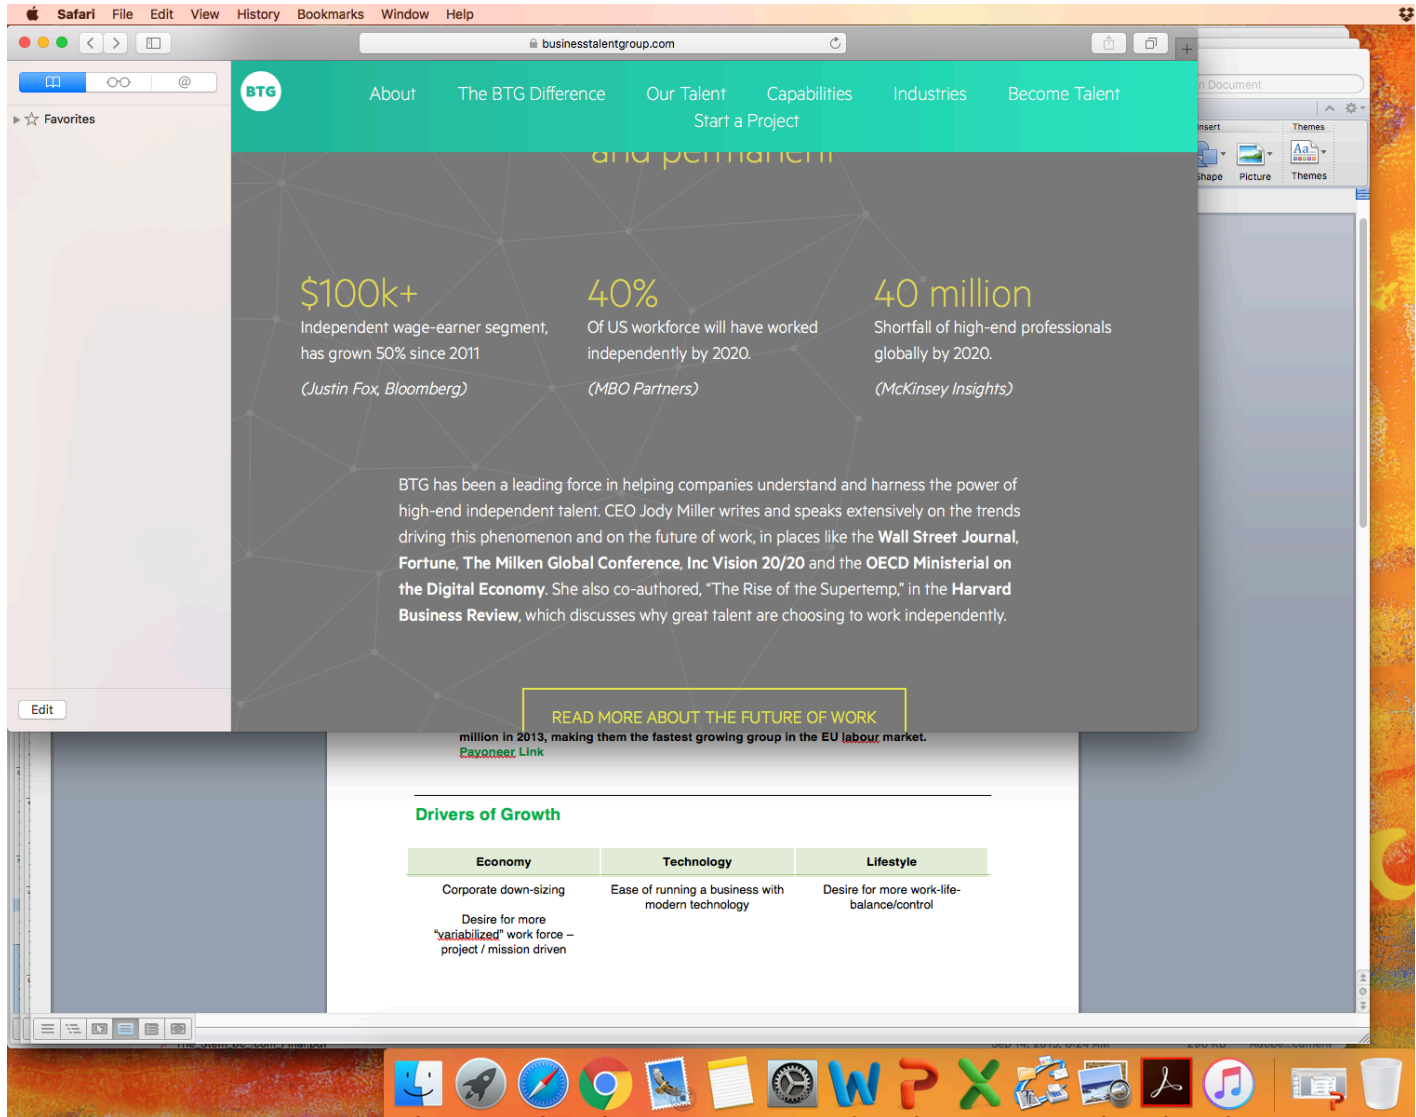 Safari File Edit View History Bookmarks Window Help
businesstalentgroup.com
Favorites
BTG
About The BTG Difference Our Talent Capabilities Industries Become Talent
Start a Project
and permanent
$100k+
Independent wage-earner segment,
has grown 50% since 2011
(Justin Fox, Bloomberg)
40%
Of US workforce will have worked
independently by 2020.
(MBO Partners)
40 million
Shortfall of high-end professionals
globally by 2020.
(McKinsey Insights)
BTG has been a leading force in helping companies understand and harness the power of
high-end independent talent. CEO Jody Miller writes and speaks extensively on the trends
driving this phenomenon and on the future of work, in places like the Wall Street Journal,
Fortune, The Milken Global Conference, Inc Vision 20/20 and the OECD Ministerial on
the Digital Economy. She also co-authored, “The Rise of the Supertemp,” in the Harvard
Business Review, which discusses why great talent are choosing to work independently.
READ MORE ABOUT THE FUTURE OF WORK
Edit
Document
Themes
Picture Themes
million in 2013, making them the fastest growing group in the EU labour market.
Payoneer Link
Drivers of Growth
Economy Technology Lifestyle
Corporate down-sizing
Desire for more
“variabilized” work force –
project / mission driven
Ease of running a business with
modern technology
Desire for more work-life-
balance/control